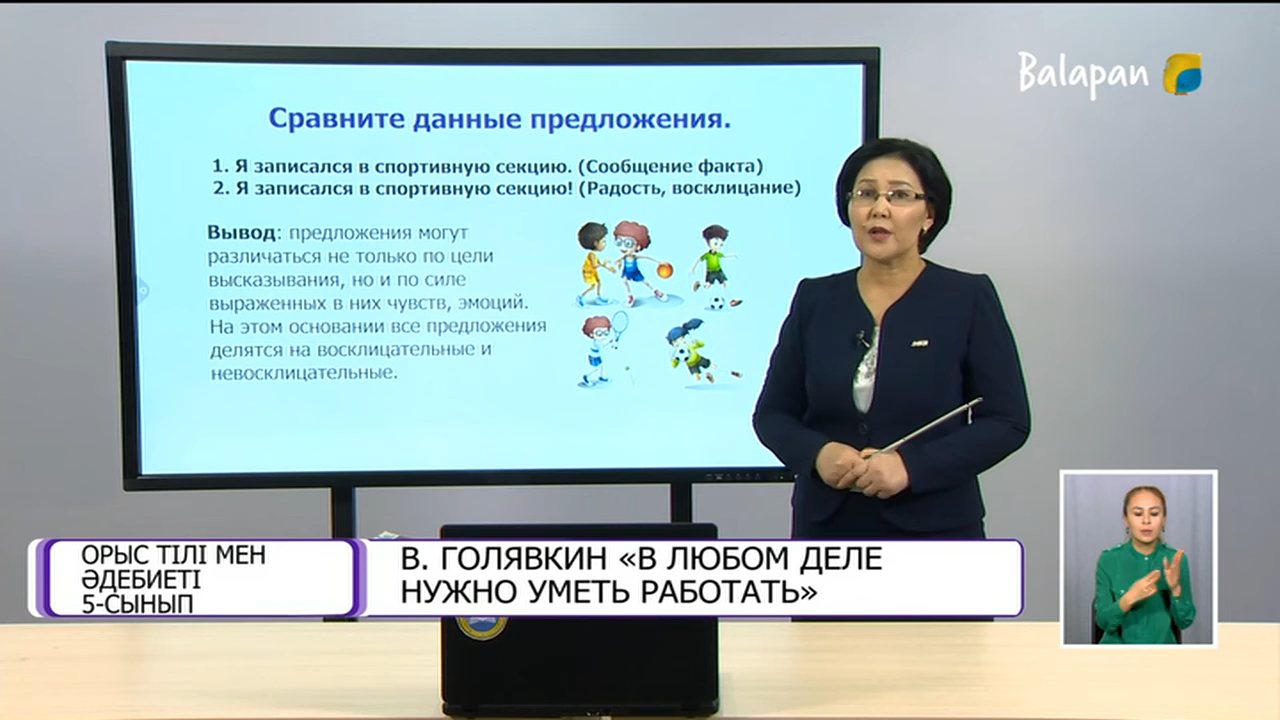 Balapan
Сравните данные предложения.
1. Я записался в спортивную секцию. (Сообщение факта)
2. Я записался в спортивную секцию! (Радость, восклицание)
Вывод: предложения могут
различаться не только по цели
высказывания, но и по силе
выраженных в них чувств, эмоций.
На этом основании все предложения
делятся на восклицательные и
невосклицательные.
ОРЫС ТІЛІ МЕН
ӘДЕБИЕТІ
5-СЫНЫП
В. ГОЛЯВКИН «В ЛЮБОМ ДЕЛЕ
НУЖНО УМЕТЬ РАБОТАТЬ»